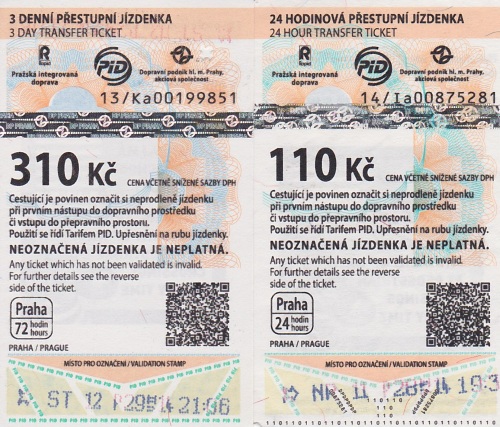 3 DENNÍ PŘESTUPNÍ JÍZDENKA
3 DAY TRANSFER TICKET
Pražská integrovaná
doprava
PID
Dopravní podnik hl. m. Prahy,
akciová společnost
13/Ka00199851
310 Kč
CENA VČETNĚ SNÍŽENÉ SAZBY DPH
Cestující je povinen označit si neprodleně jízdenku
při prvním nástupu do dopravního prostředku
či vstupu do přepravního prostoru.
Použití se řídí Tarifem PID. Upřesnění na rubu jízdenky.
NEOZNAČENÁ JÍZDENKA JE NEPLATNÁ.
Any ticket which has not been validated is invalid.
For further details see the reverse
side of the ticket.
Praha
72 hodin
hours
PRAHA / PRAGUE
MÍSTO PRO OZNAČENÍ / VALIDATION STAMP
24 HODINOVÁ PŘESTUPNÍ JÍZDENKA
24 HOUR TRANSFER TICKET
Pražská integrovaná
doprava
PID
Dopravní podnik hl. m. Prahy,
akciová společnost
14/Ia00875281
110 Kč
CENA VČETNĚ SNÍŽENÉ SAZBY DPH
Cestující je povinen označit si neprodleně jízdenku
při prvním nástupu do dopravního prostředku
či vstupu do přepravního prostoru.
Použití se řídí Tarifem PID. Upřesnění na rubu jízdenky.
NEOZNAČENÁ JÍZDENKA JE NEPLATNÁ.
Any ticket which has not been validated is invalid.
For further details see the reverse
side of the ticket.
Praha
24 hodin
hours
PRAHA / PRAGUE
MÍSTO PRO OZNAČENÍ / VALIDATION STAMP